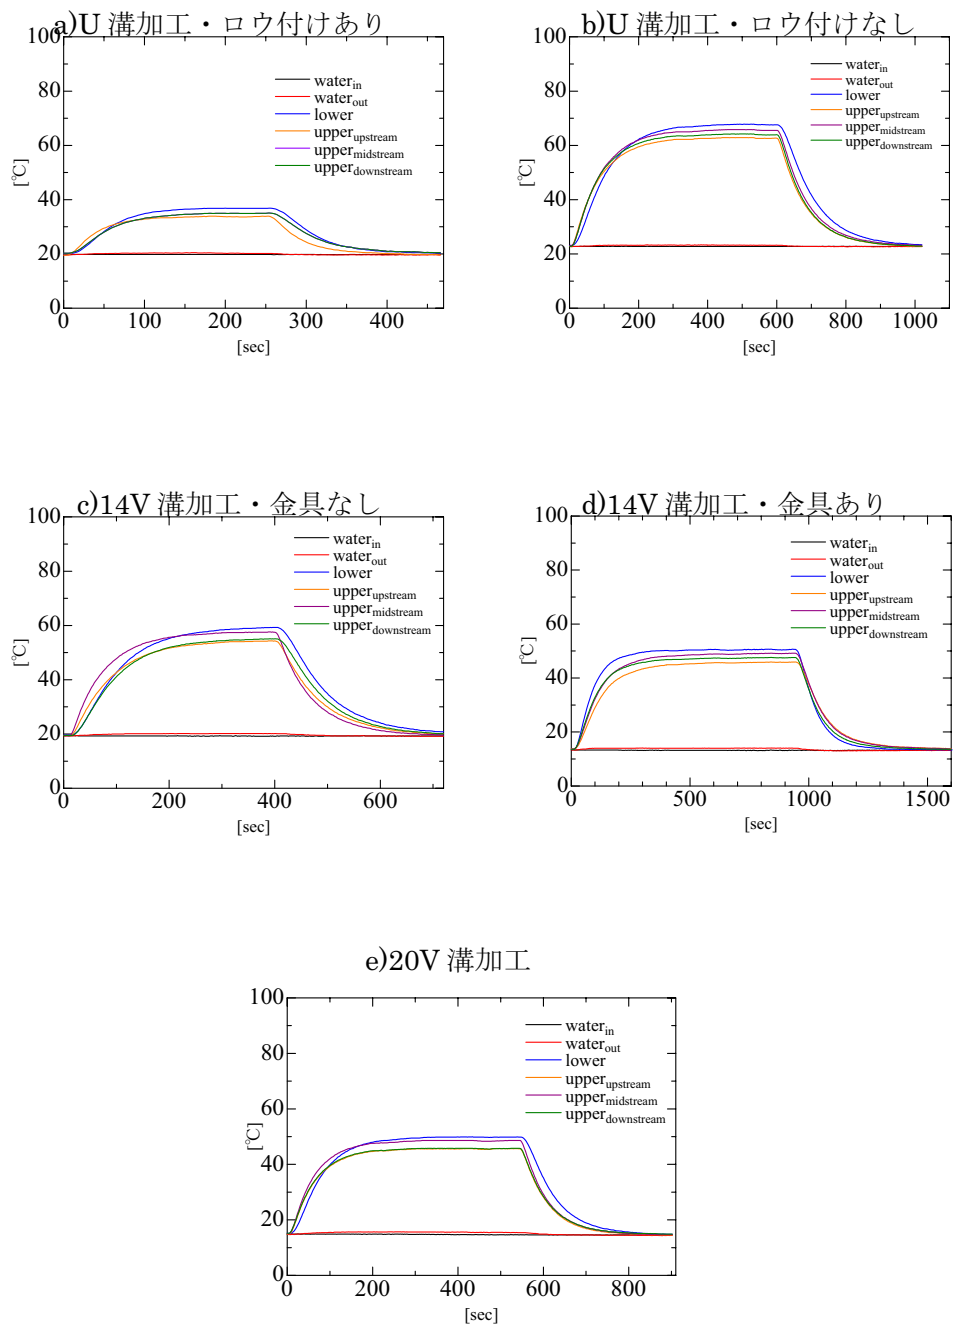 a)U 溝加工・ロウ付けあり
100
80
60
40
20
0
[℃]
water_in
water_out
lower
upper_upstream
upper_midstream
upper_downstream
0 100 200 300 400
[sec]
b)U 溝加工・ロウ付けなし
100
80
60
40
20
0
[℃]
water_in
water_out
lower
upper_upstream
upper_midstream
upper_downstream
0 200 400 600 800 1000
[sec]
c)14V 溝加工・金具なし
100
80
60
40
20
0
[℃]
water_in
water_out
lower
upper_upstream
upper_midstream
upper_downstream
0 200 400 600
[sec]
d)14V 溝加工・金具あり
100
80
60
40
20
0
[℃]
water_in
water_out
lower
upper_upstream
upper_midstream
upper_downstream
0 500 1000 1500
[sec]
e)20V 溝加工
100
80
60
40
20
0
[℃]
water_in
water_out
lower
upper_upstream
upper_midstream
upper_downstream
0 200 400 600 800
[sec]